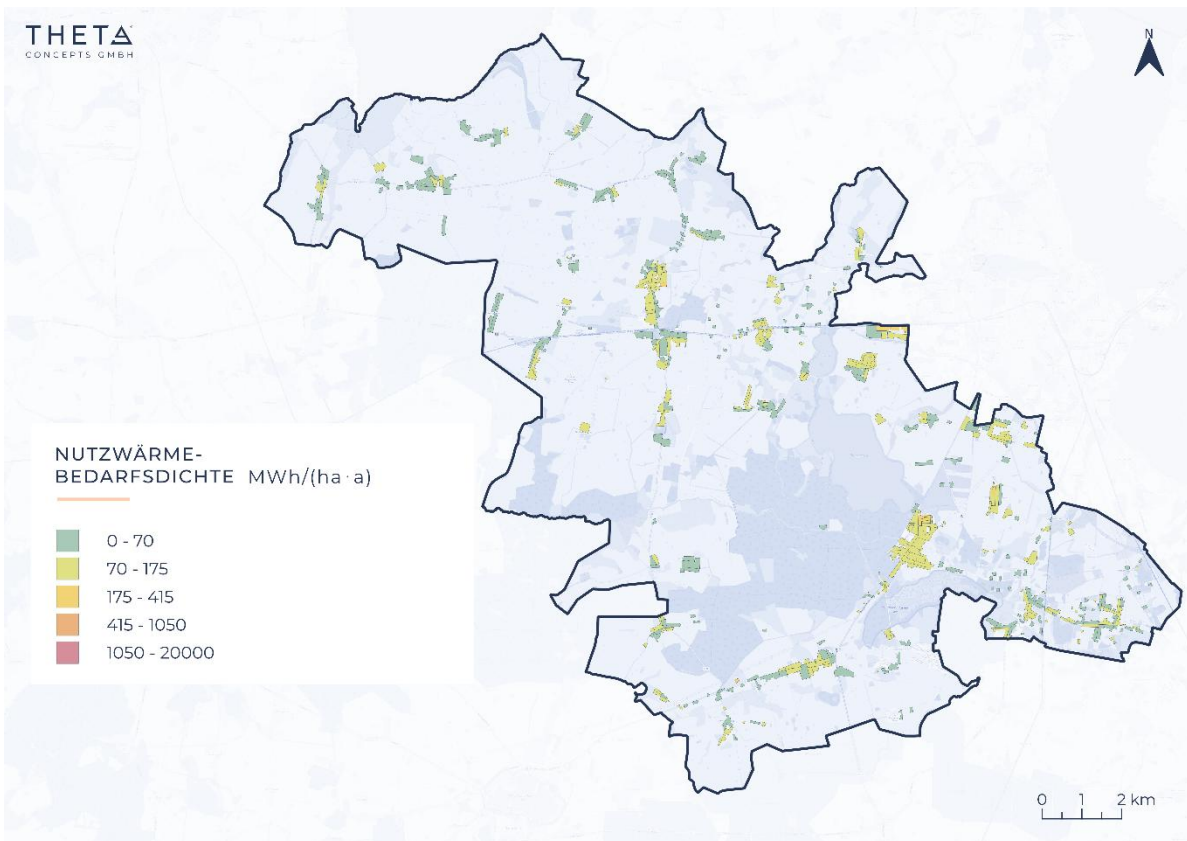 THETA
CONCEPTS GMBH
N
NUTZWÄRME-
BEDARFSDICHTE MWh/(ha·a)
0 - 70
70 - 175
175 - 415
415 - 1050
1050 - 20000
0 1 2 km